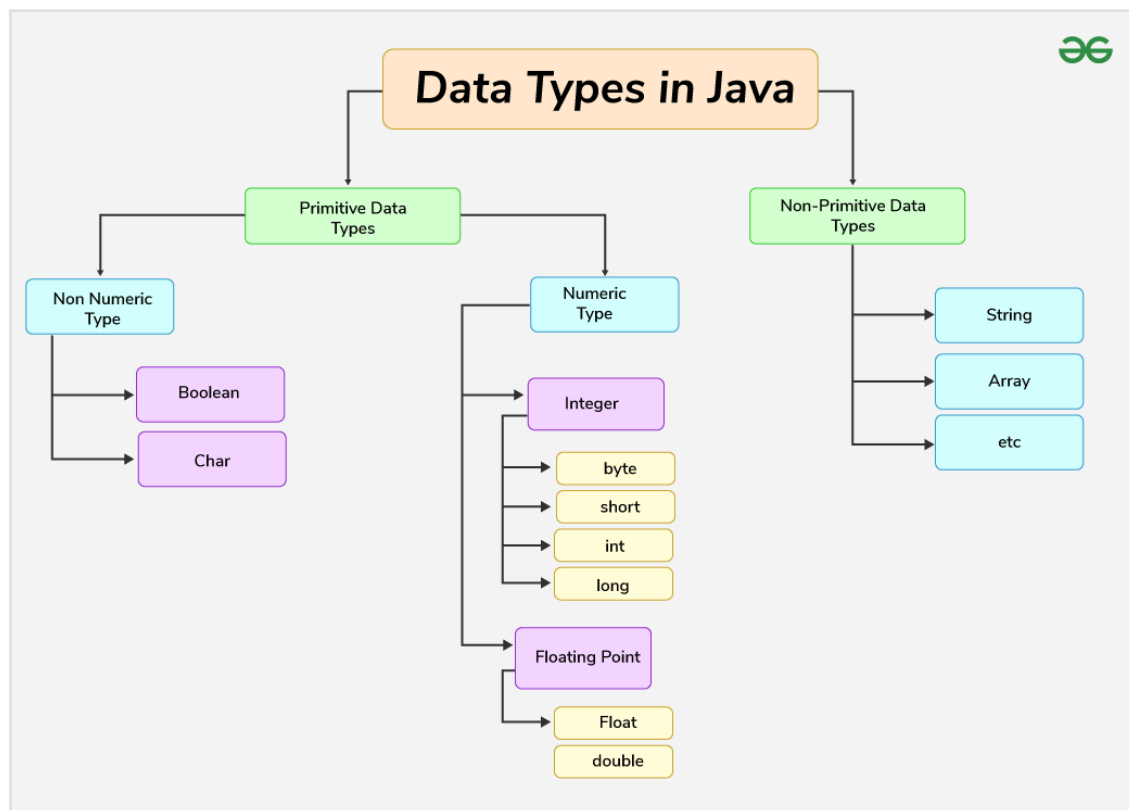 Data Types in Java
Primitive Data
Types
Non-Primitive Data
Types
Non Numeric
Type
Boolean
Char
Numeric
Type
Integer
byte
short
int
long
Floating Point
Float
double
String
Array
etc